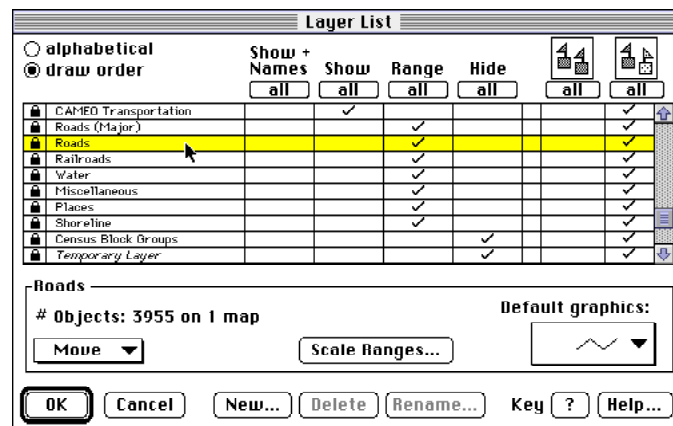 Layer List
alphabetical
draw order
Show +
Names Show Range Hide
all all all all all all
CAMEO Transportation
Roads (Major)
Roads
Railroads
Water
Miscellaneous
Places
Shoreline
Census Block Groups
Temporary Layer
Roads
# Objects: 3955 on 1 map
Default graphics:
Move
Scale Ranges...
OK Cancel New... Delete Rename... Key ? Help...